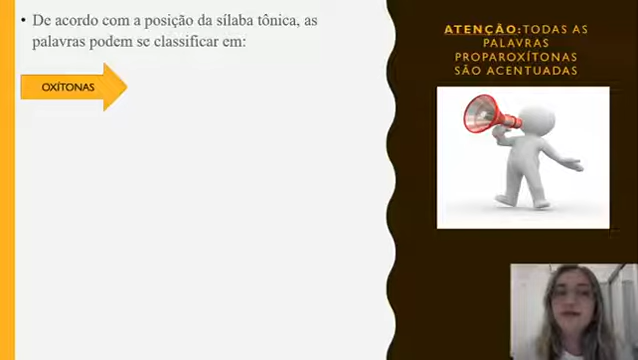 • De acordo com a posição da sílaba tônica, as
palavras podem se classificar em:
OXÍTONAS
ATENÇÃO:TODAS AS
PALAVRAS
PROPAROXÍTONAS
SÃO ACENTUADAS